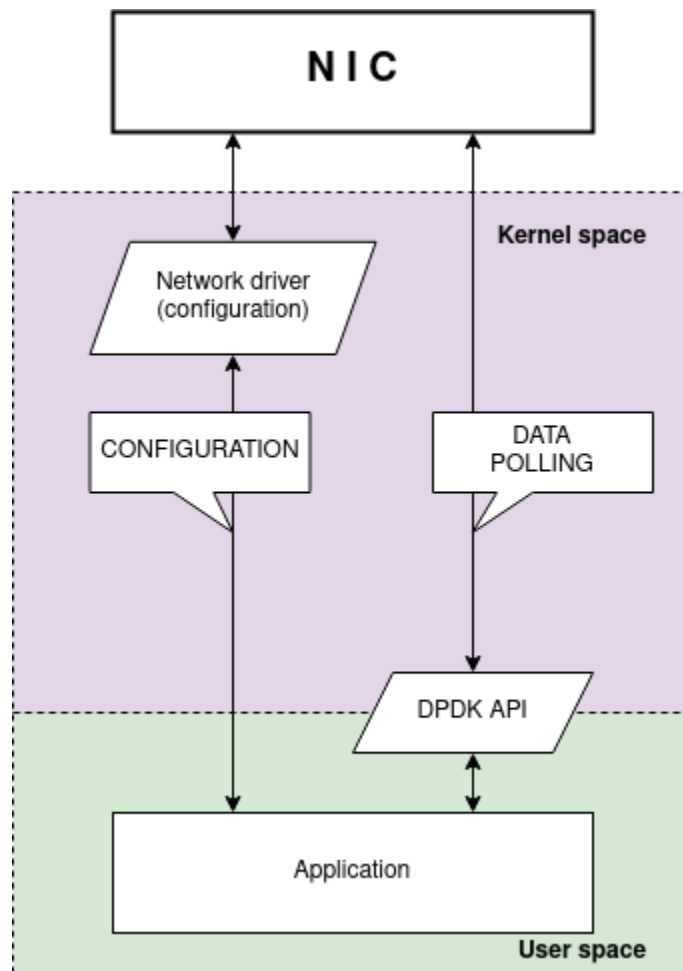 N I C
Kernel space
Network driver
(configuration)
CONFIGURATION
DATA
POLLING
DPDK API
Application
User space